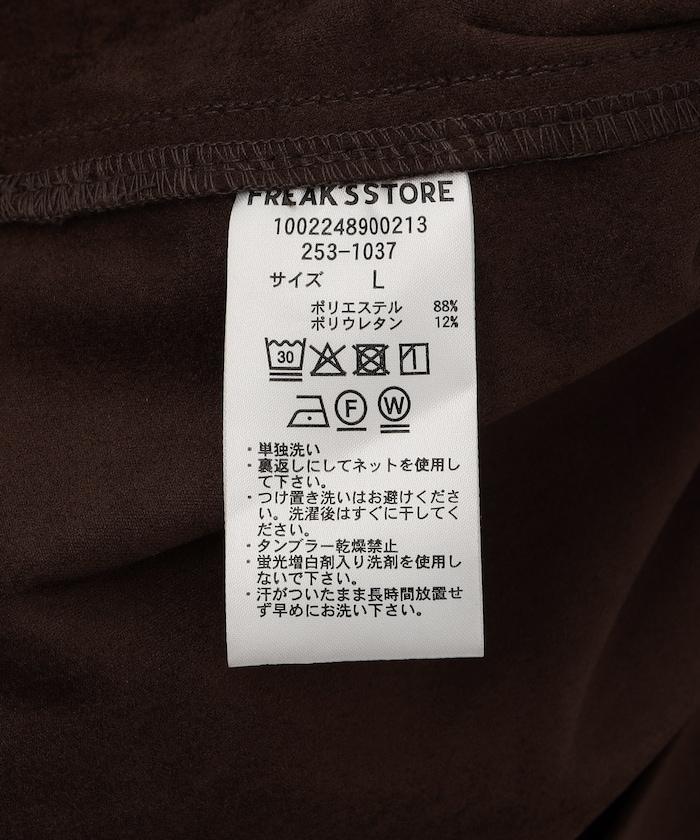 FREAK'S STORE
1002248900213
253-1037
サイズ L
ポリエステル 88%
ポリウレタン 12%
30
F W
・単独洗い
・裏返しにしてネットを使用し
て下さい。
・つけ置き洗いはお避けくださ
い。洗濯後はすぐに干してく
ださい。
・タンブラー乾燥禁止
・蛍光増白剤入り洗剤を使用し
ないで下さい。
・汗がついたまま長時間放置せ
ず早めにお洗い下さい。